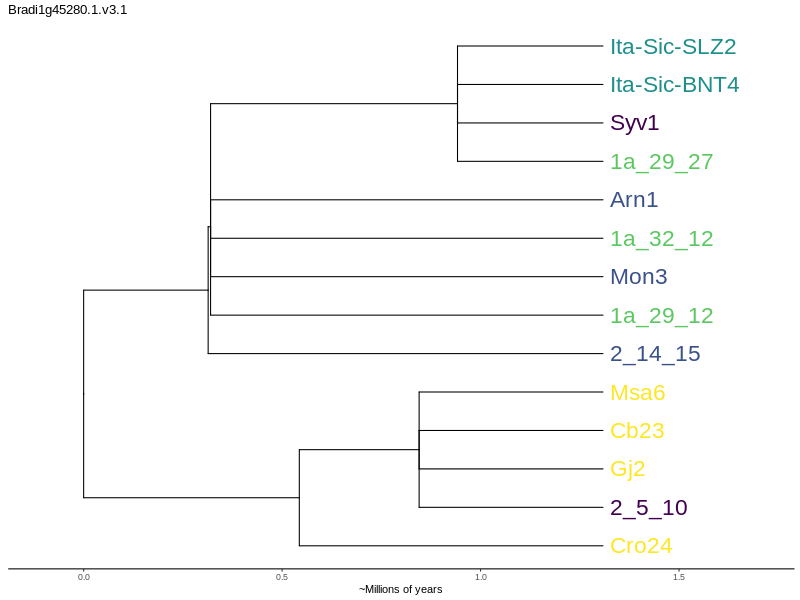 Bradi1g45280.1.v3.1
Ita-Sic-SLZ2
Ita-Sic-BNT4
Syv1
1a_29_27
Arn1
1a_32_12
Mon3
1a_29_12
2_14_15
Msa6
Cb23
Gj2
2_5_10
Cro24
0.0 0.5 1.0 1.5
~Millions of years